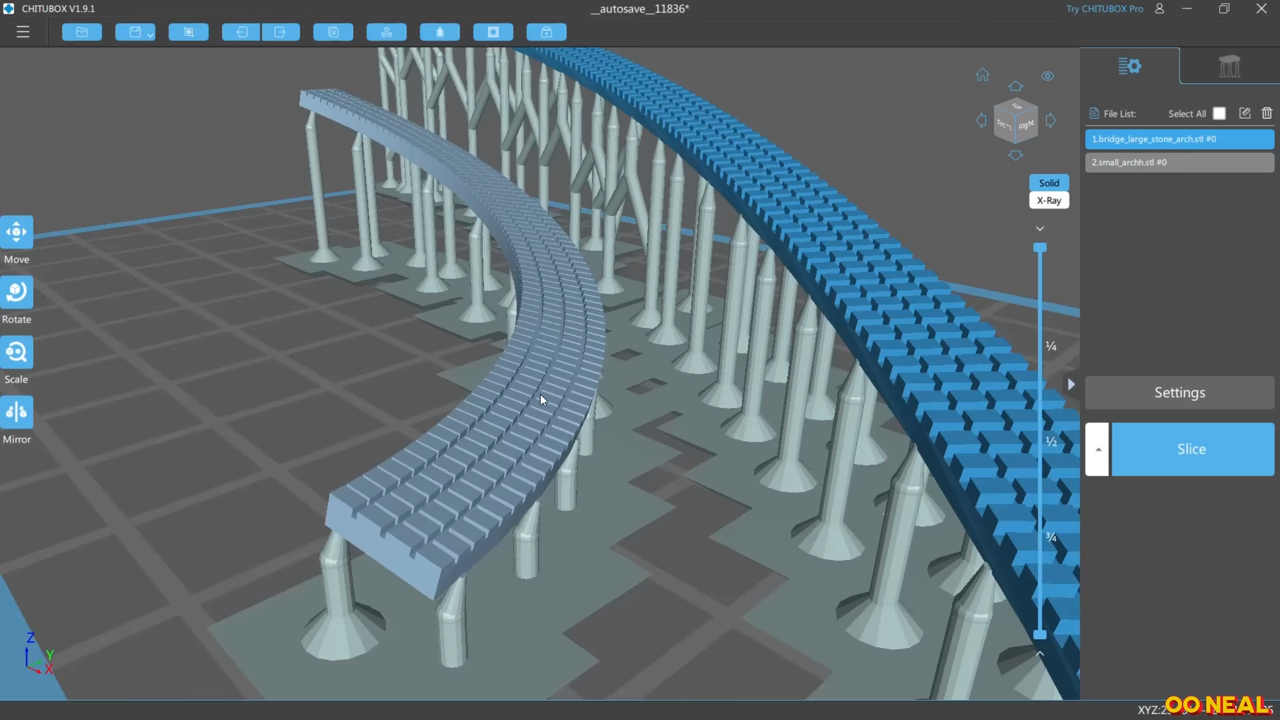 CHITUBOX V1.9.1
__autosave__11836*
Try CHITUBOX Pro
File List:
Select All
1.bridge_large_stone_arch.stl #0
2.small_archh.stl #0
Right
Solid
X-Ray
Move
Rotate
Scale
Mirror
¼
½
¾
Settings
Slice
Z
Y
X
OO NEAL